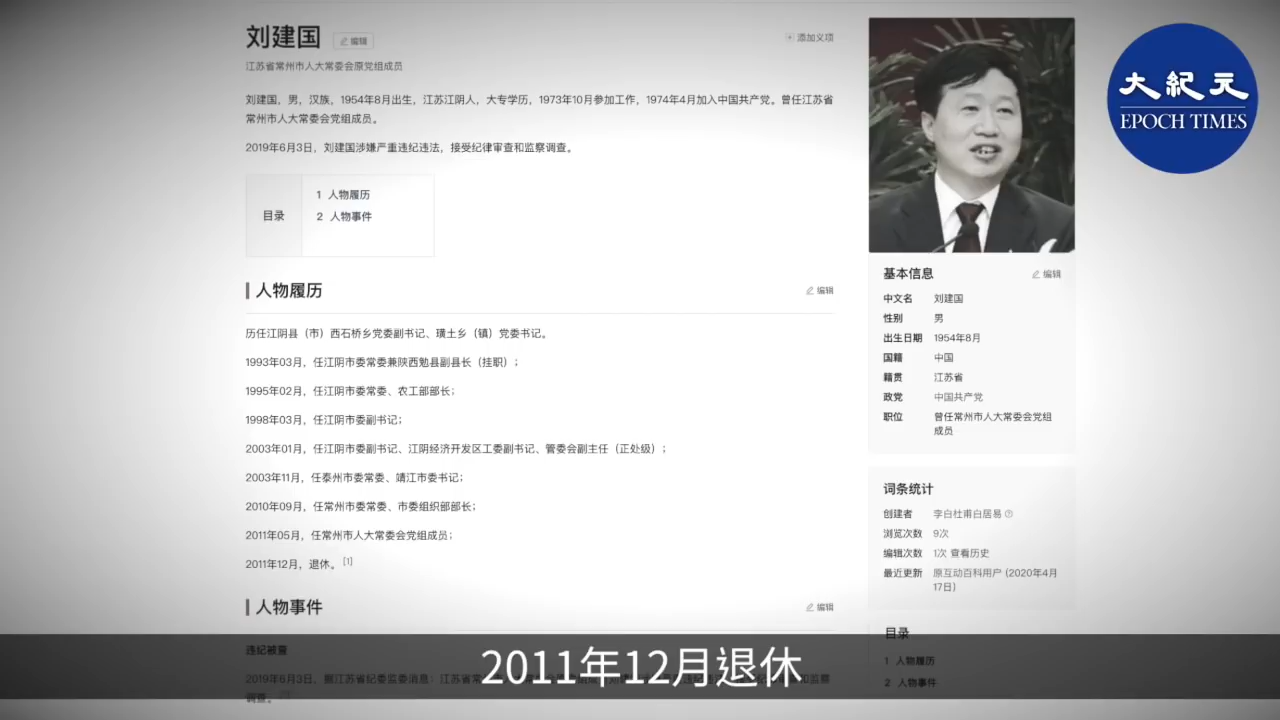 刘建国
编辑
添加义项
江苏省常州市人大常委会原党组成员
刘建国，男，汉族，1954年8月出生，江苏江阴人，大专学历，1973年10月参加工作，1974年4月加入中国共产党。曾任江苏省
常州市人大常委会党组成员。
2019年6月3日，刘建国涉嫌严重违纪违法，接受纪律审查和监察调查。
目录
1 人物履历
2 人物事件
人物履历
编辑
历任江阴县（市）西石桥乡党委副书记、璜土乡（镇）党委书记。
1993年03月，任江阴市委常委兼陕西勉县副县长（挂职）；
1995年02月，任江阴市委常委、农工部部长；
1998年03月，任江阴市委副书记；
2003年01月，任江阴市委副书记、江阴经济开发区工委副书记、管委会副主任（正处级）；
2003年11月，任泰州市委常委、靖江市委书记；
2010年09月，任常州市委常委、市委组织部部长；
2011年05月，任常州市人大常委会党组成员；
2011年12月，退休。[1]
人物事件
编辑
违纪被查
2019年6月3日，据江苏省纪委监委消息：江苏省常
和监察
调查。
大紀元
EPOCH TIMES
基本信息
编辑
中文名 刘建国
性别 男
出生日期 1954年8月
国籍 中国
籍贯 江苏省
政党 中国共产党
职位 曾任常州市人大常委会党组
成员
词条统计
创建者 李白杜甫白居易
浏览次数 9次
编辑次数 1次 查看历史
最近更新 原互动百科用户 (2020年4月
17日)
目录
1 人物履历
2 人物事件
2011年12月退休